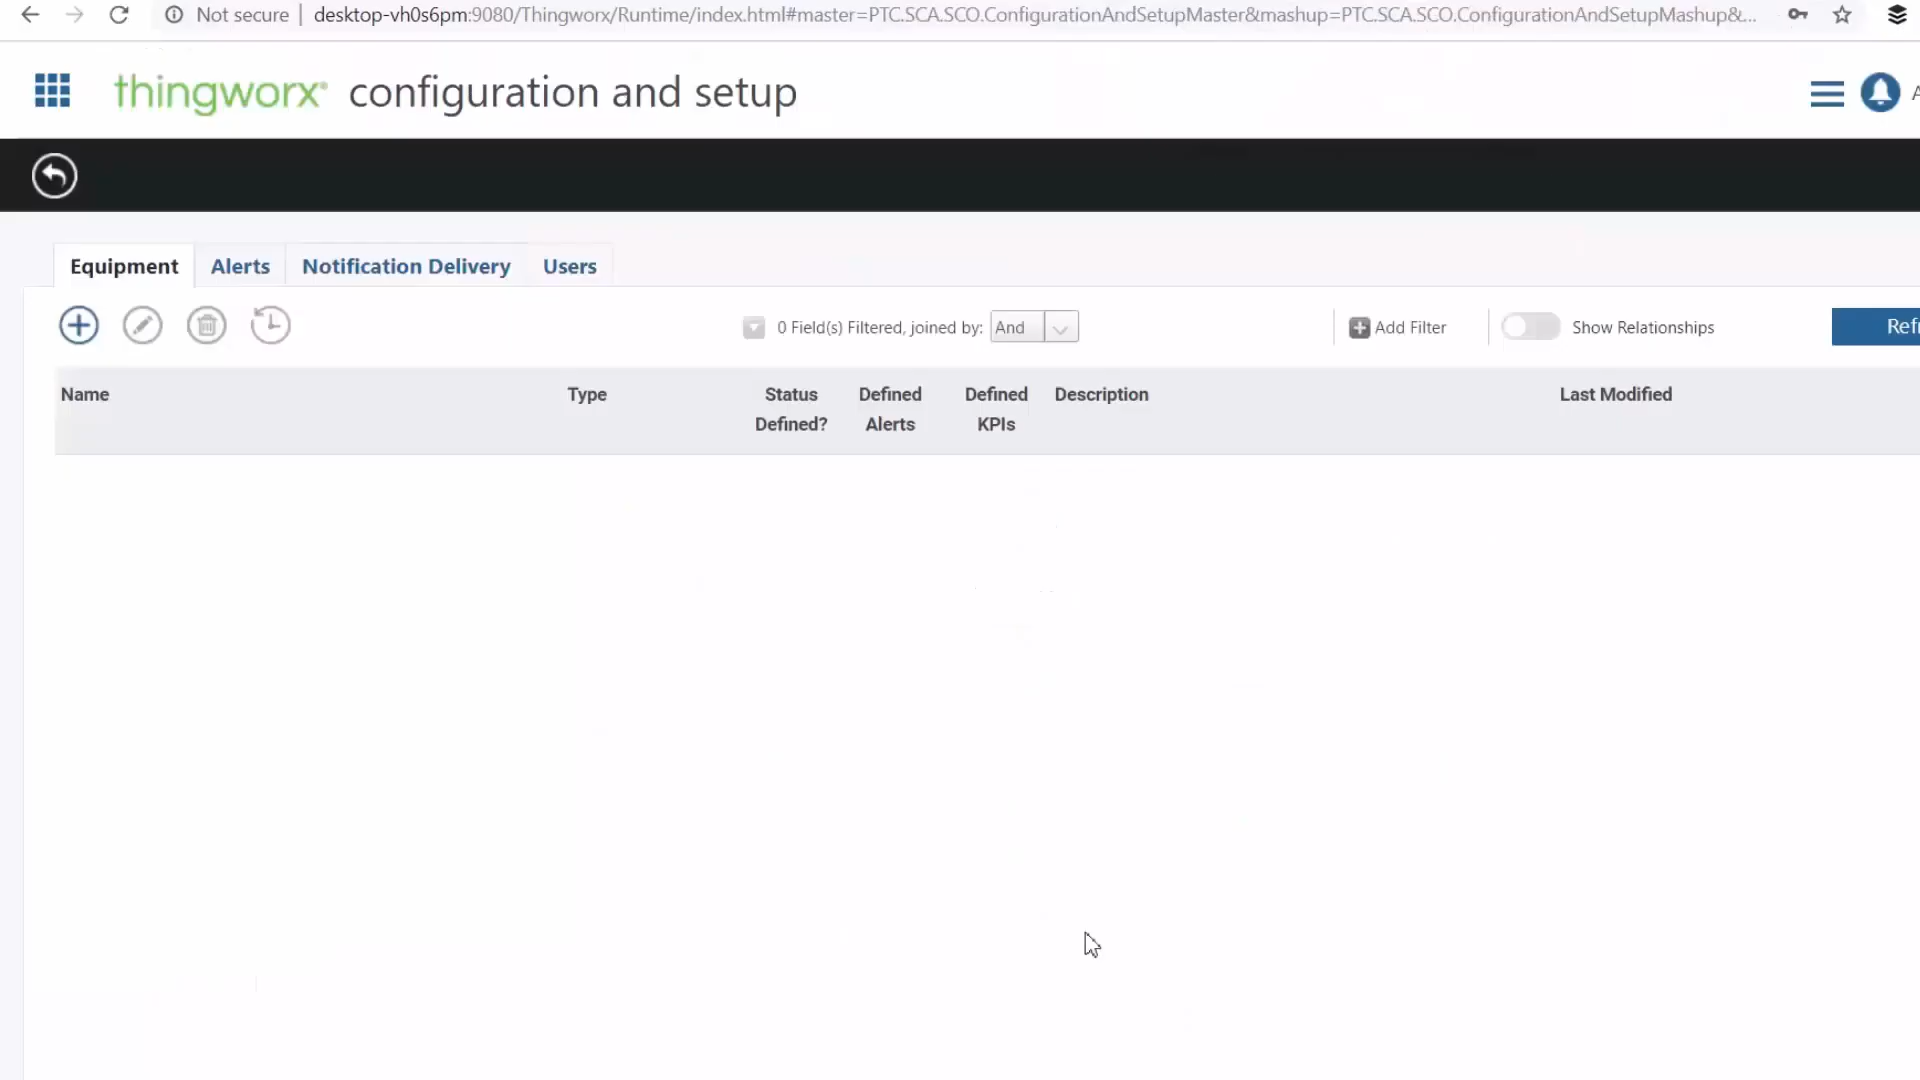 Not secure | desktop-vh0s6pm:9080/Thingworx/Runtime/index.html#master=PTC.SCA.SCO.ConfigurationAndSetupMaster&mashup=PTC.SCA.SCO.ConfigurationAndSetupMashup&...
thingworx® configuration and setup
A
Equipment Alerts Notification Delivery Users
0 Field(s) Filtered, joined by: And Add Filter Show Relationships Refr
Name Type Status Defined? Defined Alerts Defined KPIs Description Last Modified